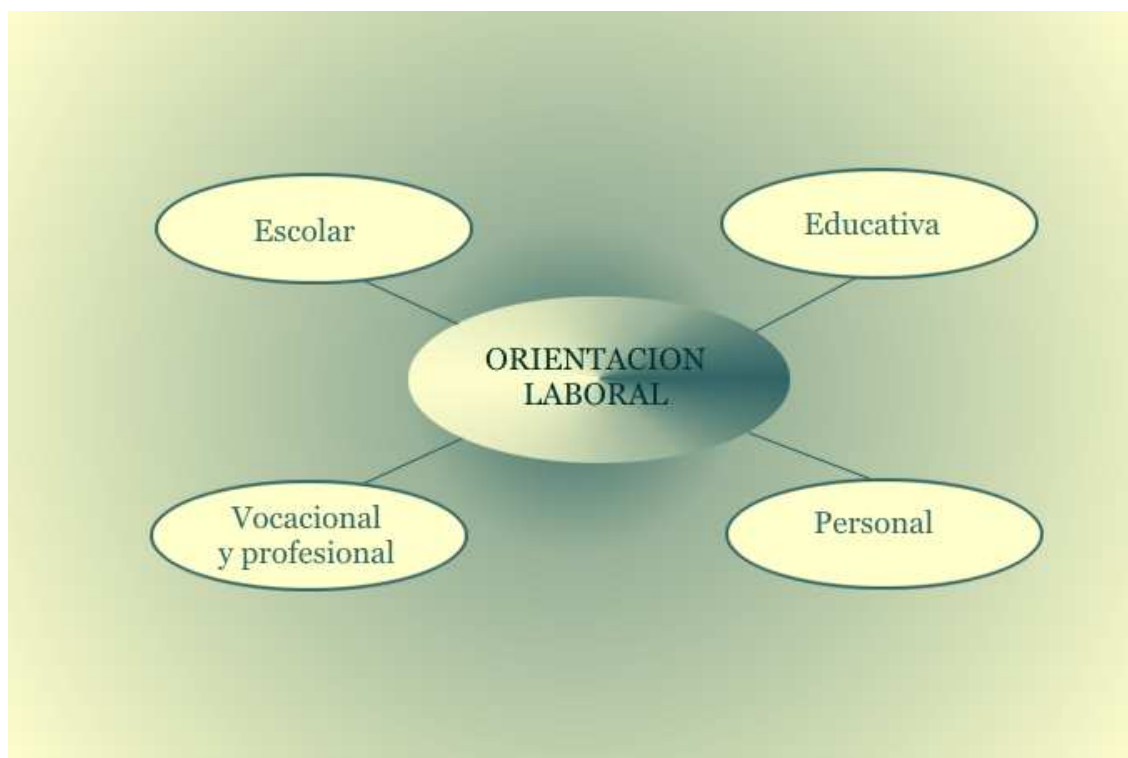 Escolar
Educativa
ORIENTACION
LABORAL
Vocacional
y profesional
Personal